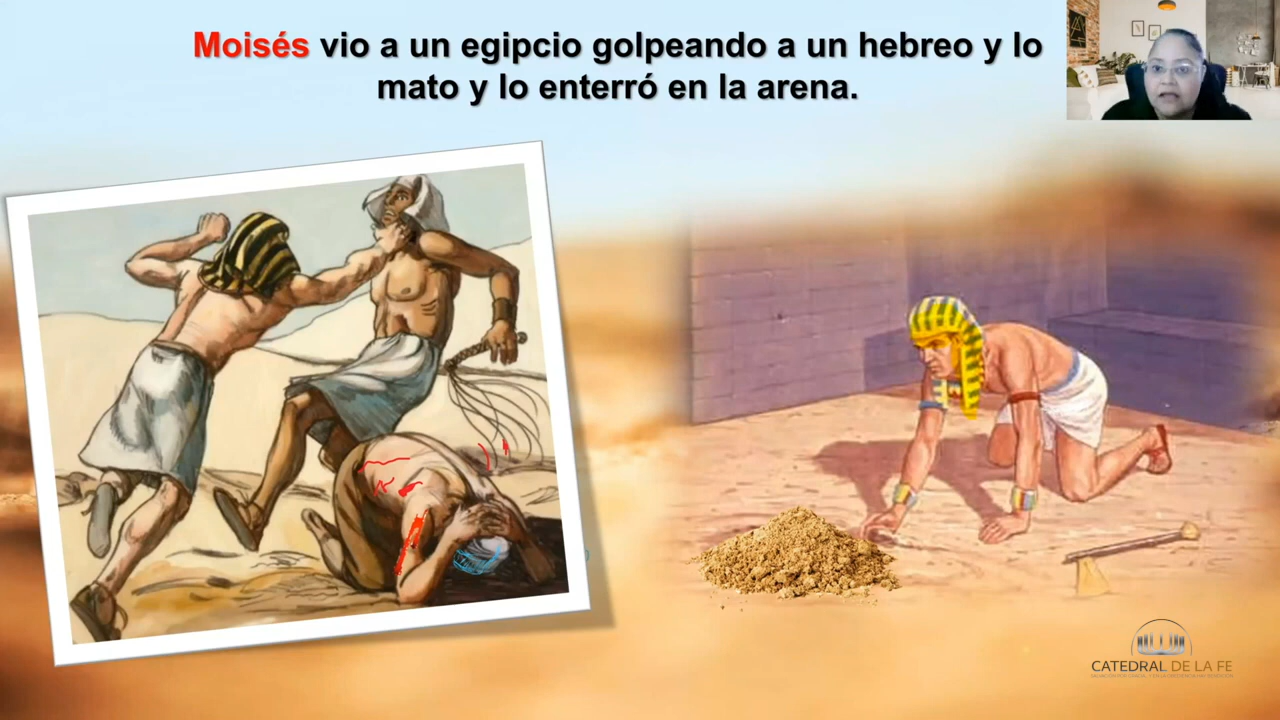 Moisés vio a un egipcio golpeando a un hebreo y lo
mato y lo enterró en la arena.
CATEDRAL DE LA FE